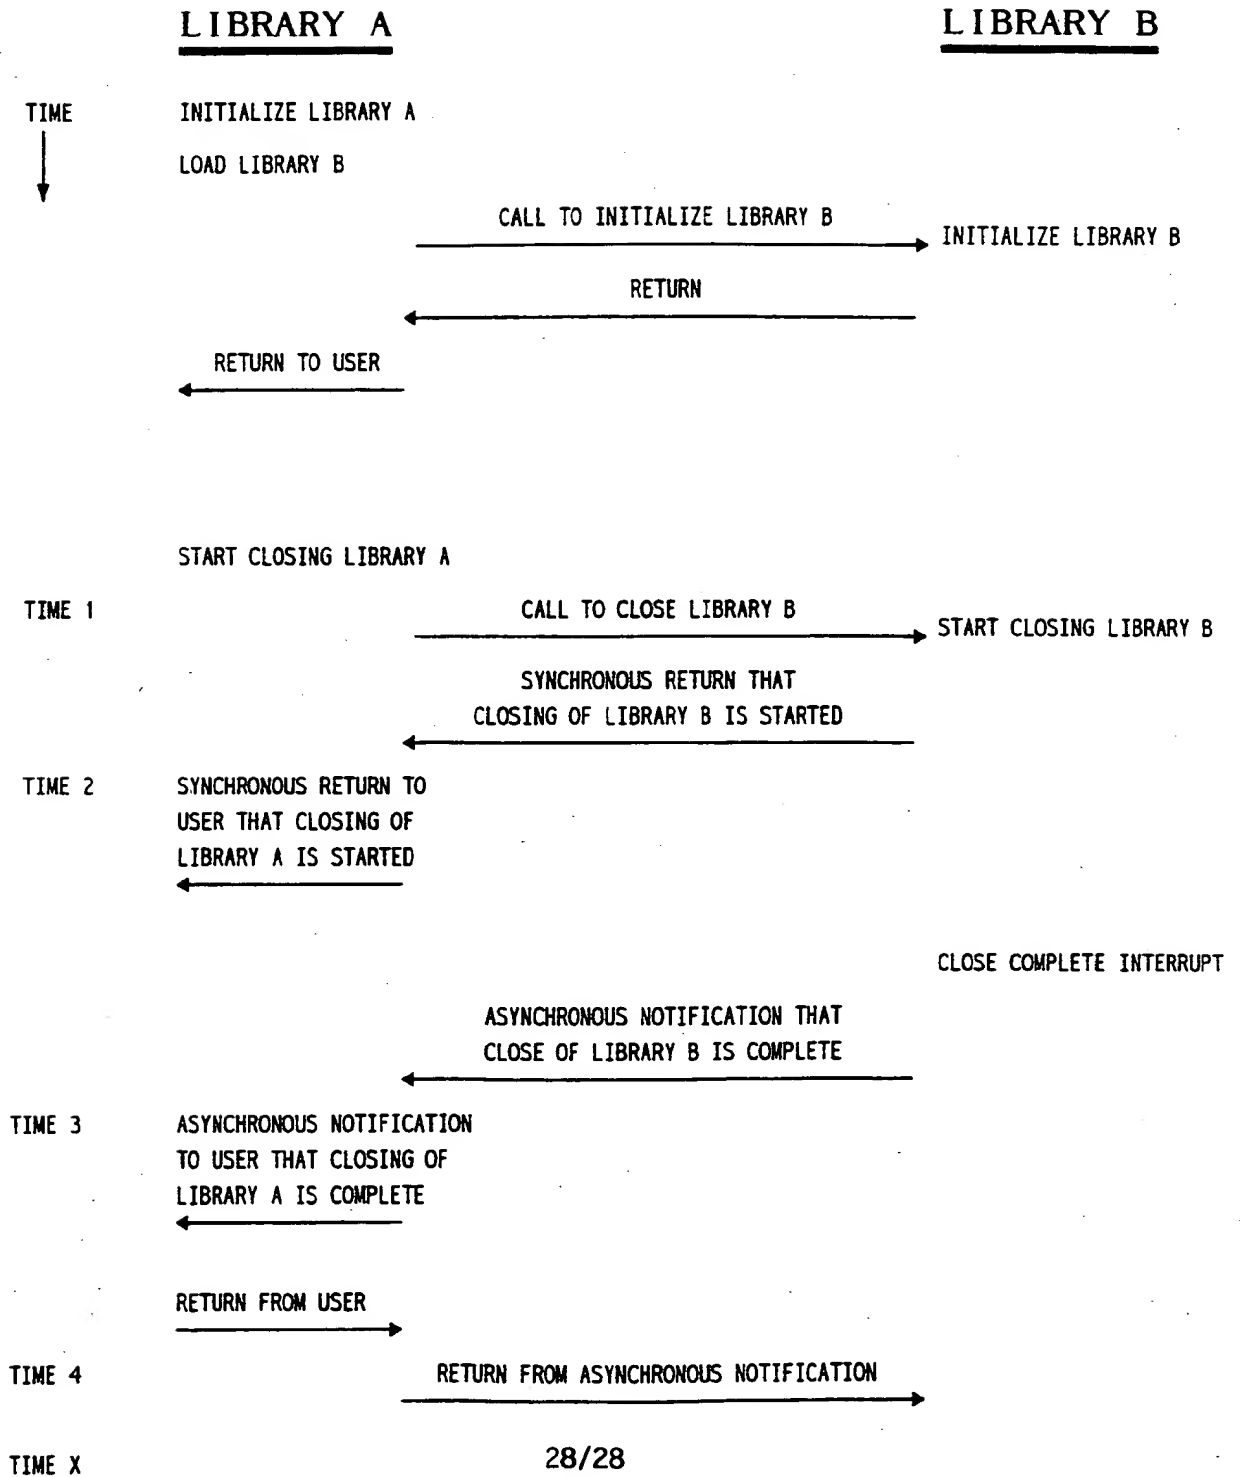 LIBRARY A
LIBRARY B
TIME
INITIALIZE LIBRARY A
LOAD LIBRARY B
CALL TO INITIALIZE LIBRARY B
INITIALIZE LIBRARY B
RETURN
RETURN TO USER
START CLOSING LIBRARY A
TIME 1
CALL TO CLOSE LIBRARY B
START CLOSING LIBRARY B
SYNCHRONOUS RETURN THAT
CLOSING OF LIBRARY B IS STARTED
TIME 2
SYNCHRONOUS RETURN TO
USER THAT CLOSING OF
LIBRARY A IS STARTED
CLOSE COMPLETE INTERRUPT
ASYNCHRONOUS NOTIFICATION THAT
CLOSE OF LIBRARY B IS COMPLETE
TIME 3
ASYNCHRONOUS NOTIFICATION
TO USER THAT CLOSING OF
LIBRARY A IS COMPLETE
RETURN FROM USER
TIME 4
RETURN FROM ASYNCHRONOUS NOTIFICATION
TIME X
28/28